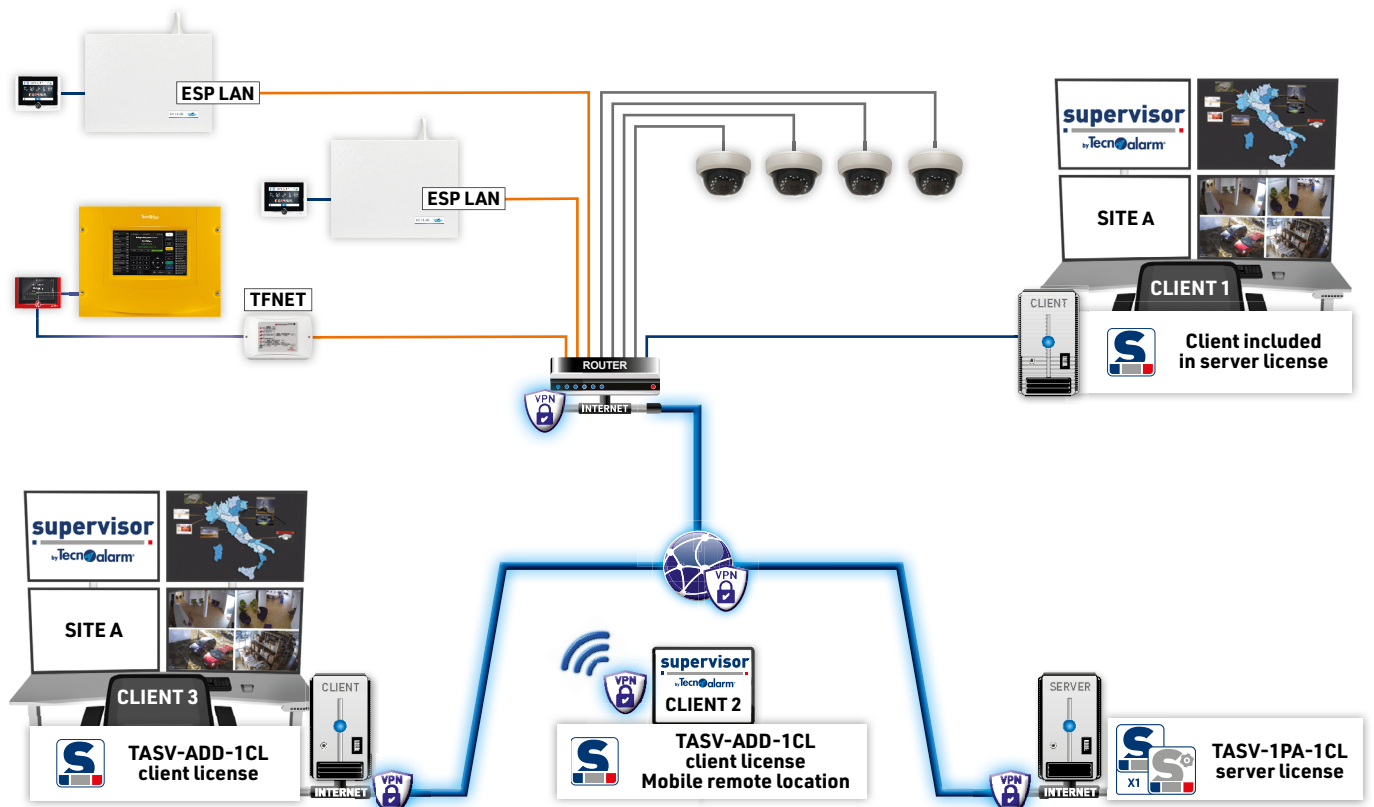 ESP LAN
ESP LAN
TFNET
ROUTER
VPN
INTERNET
supervisor
by Tecnoalarm®
SITE A
CLIENT 1
CLIENT
Client included
in server license
supervisor
by Tecnoalarm®
SITE A
CLIENT 3
CLIENT
TASV-ADD-1CL
client license
INTERNET
VPN
VPN
VPN
supervisor
by Tecnoalarm®
CLIENT 2
TASV-ADD-1CL
client license
Mobile remote location
SERVER
X1
TASV-1PA-1CL
server license
VPN
INTERNET